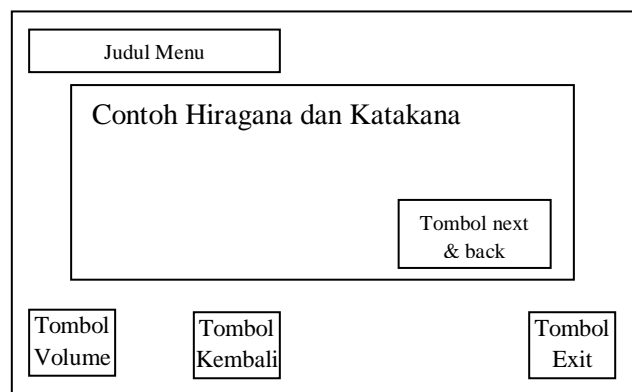 Judul Menu
Contoh Hiragana dan Katakana
Tombol next
& back
Tombol
Volume
Tombol
Kembali
Tombol
Exit